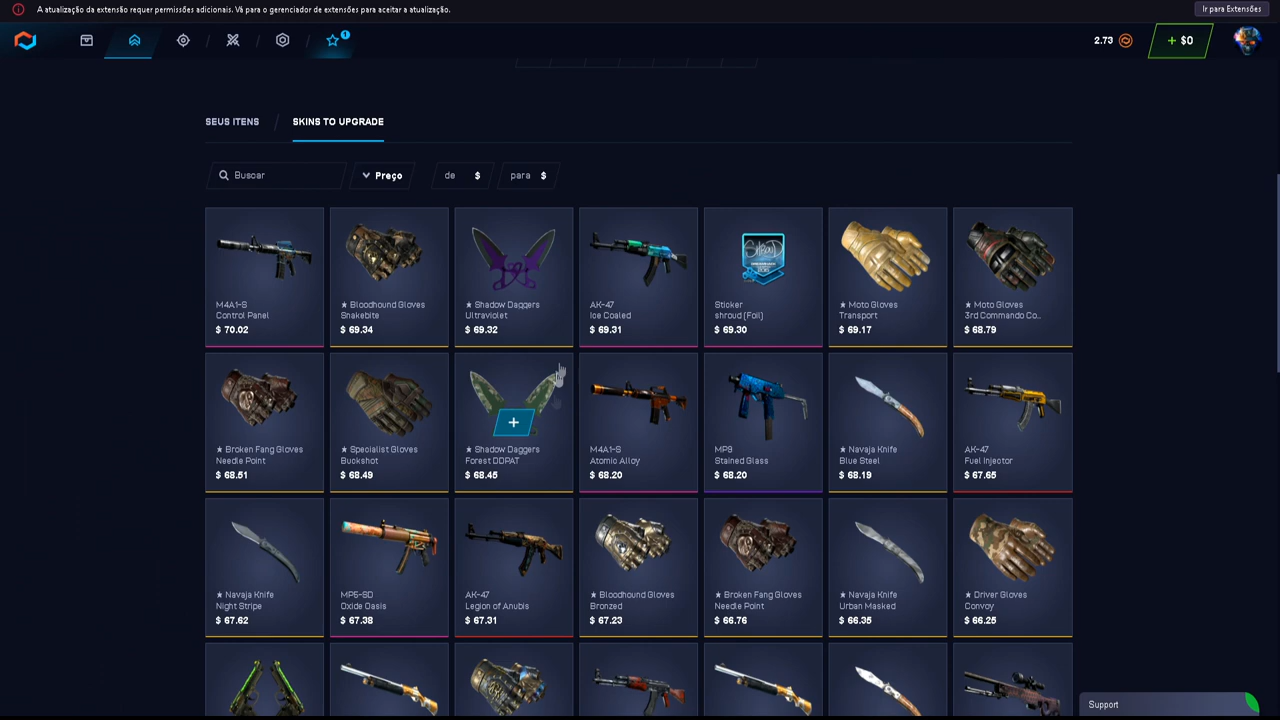 A atualização da extensão requer permissões adicionais. Vá para o gerenciador de extensões para aceitar a atualização.
Ir para Extensões
1
2.73
+ $0
SEUS ITENS
SKINS TO UPGRADE
Buscar
Preço
de $
para $
M4A1-S
Control Panel
$ 70.02
★ Bloodhound Gloves
Snakebite
$ 69.34
★ Shadow Daggers
Ultraviolet
$ 69.32
AK-47
Ice Coaled
$ 69.31
Sticker
shroud (Foil)
$ 69.30
★ Moto Gloves
Transport
$ 69.17
★ Moto Gloves
3rd Commando Co...
$ 68.79
★ Broken Fang Gloves
Needle Point
$ 68.51
★ Specialist Gloves
Buckshot
$ 68.49
★ Shadow Daggers
Forest DDPAT
$ 68.45
M4A1-S
Atomic Alloy
$ 68.20
MP9
Stained Glass
$ 68.20
★ Navaja Knife
Blue Steel
$ 68.19
AK-47
Fuel Injector
$ 67.65
★ Navaja Knife
Night Stripe
$ 67.62
MP5-SD
Oxide Oasis
$ 67.38
AK-47
Legion of Anubis
$ 67.31
★ Bloodhound Gloves
Bronzed
$ 67.23
★ Broken Fang Gloves
Needle Point
$ 66.76
★ Navaja Knife
Urban Masked
$ 66.35
★ Driver Gloves
Convoy
$ 66.25
Support